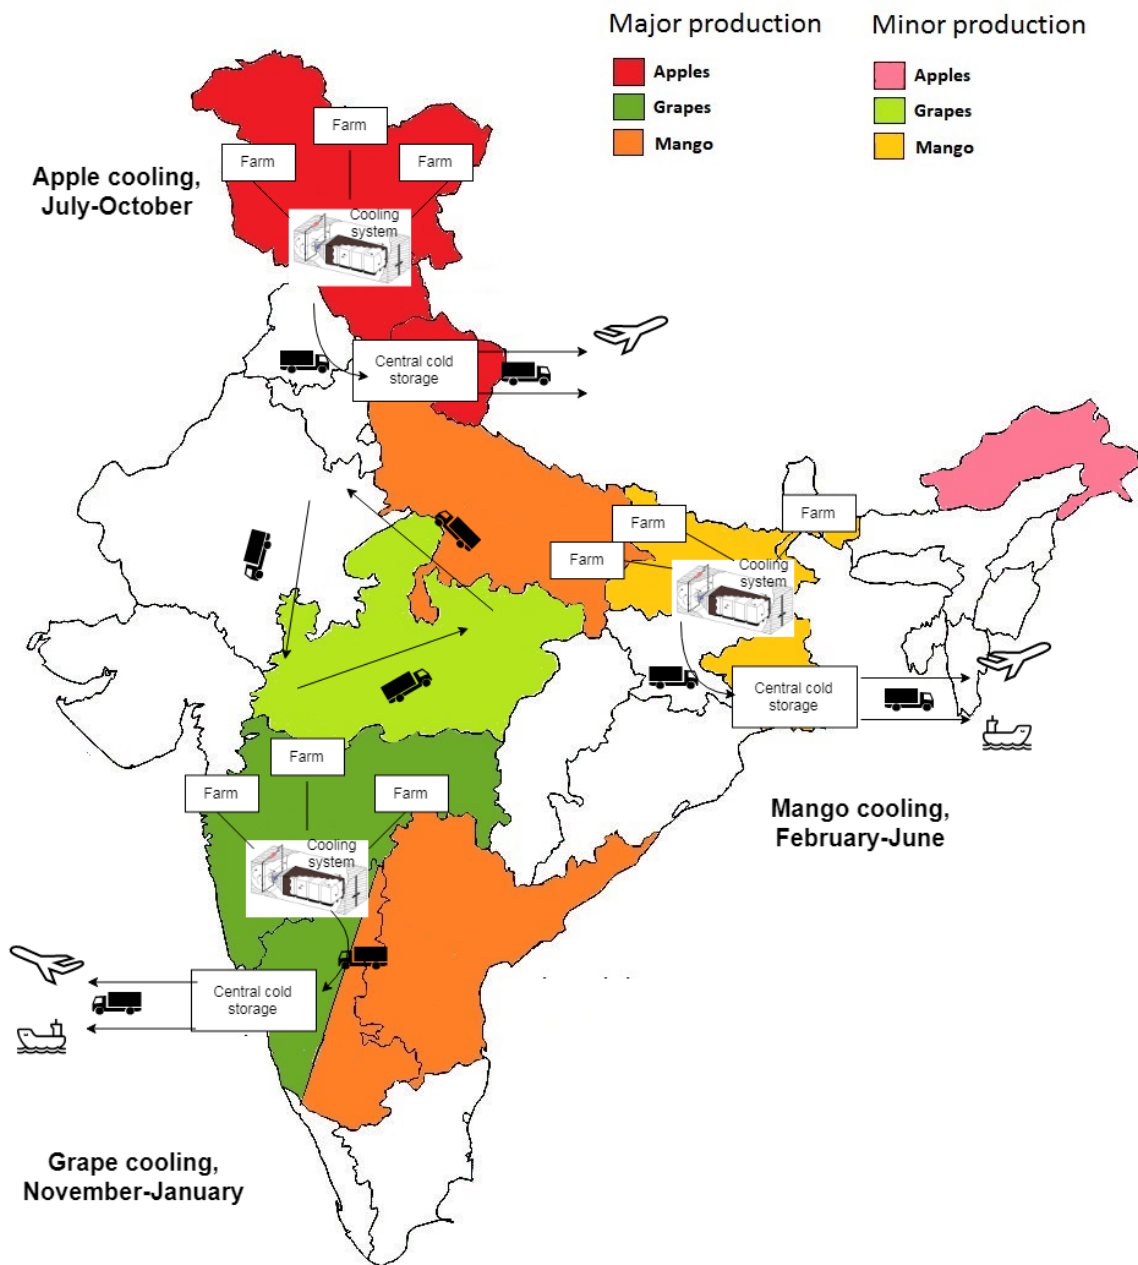 Major production
Apples
Grapes
Mango
Minor production
Apples
Grapes
Mango
Apple cooling,
July-October
Farm
Farm
Farm
Cooling
system
Central cold
storage
Farm
Farm
Farm
Cooling
system
Central cold
storage
Mango cooling,
February-June
Farm
Farm
Farm
Cooling
system
Central cold
storage
Grape cooling,
November-January